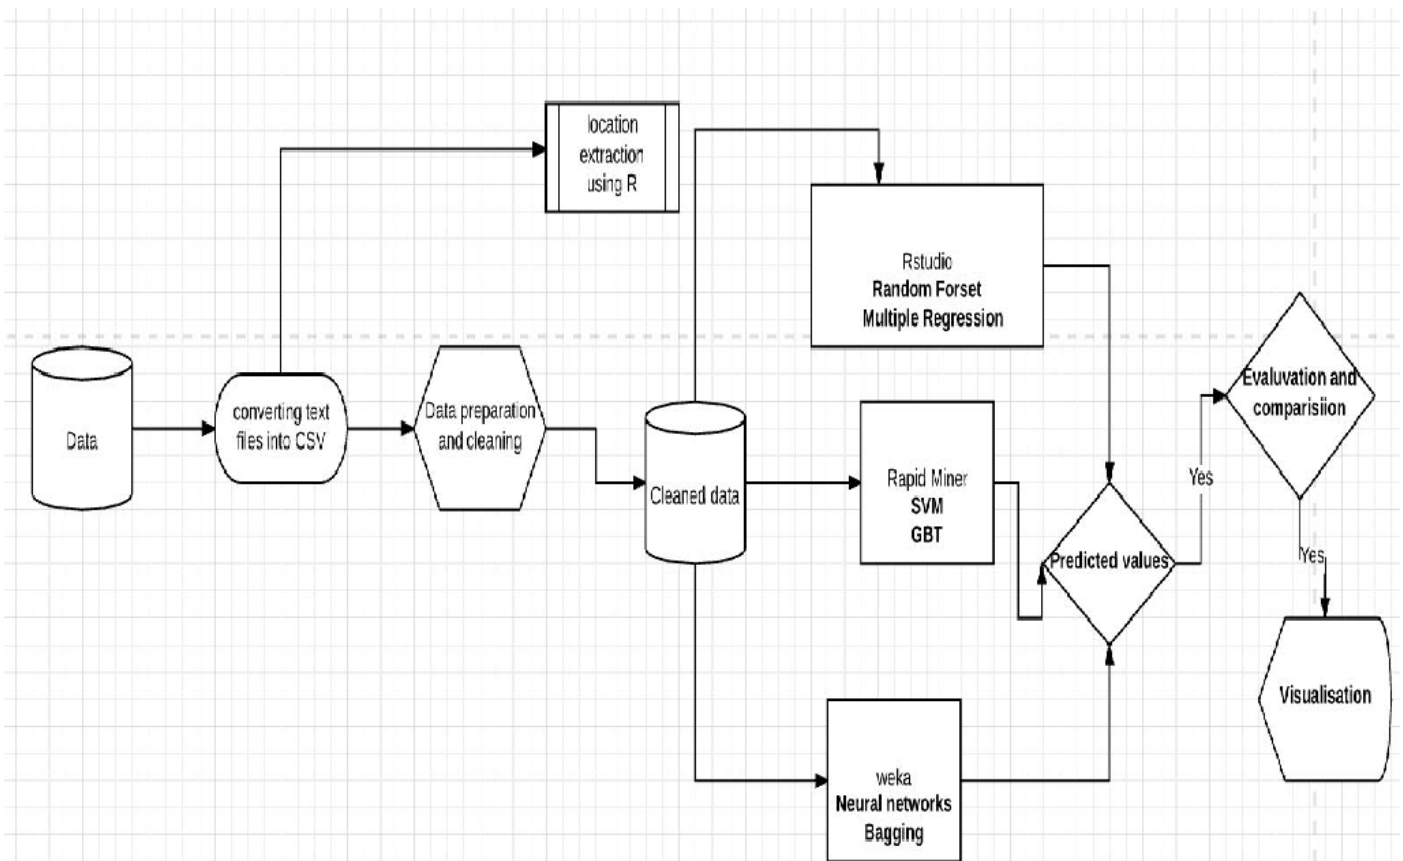 location
extraction
using R
Rstudio
Random Forset
Multiple Regression
Data
converting text
files into CSV
Data preparation
and cleaning
Cleaned data
Rapid Miner
SVM
GBT
Predicted values
Yes
Evaluvation and
comparisiion
Yes
Visualisation
weka
Neural networks
Bagging